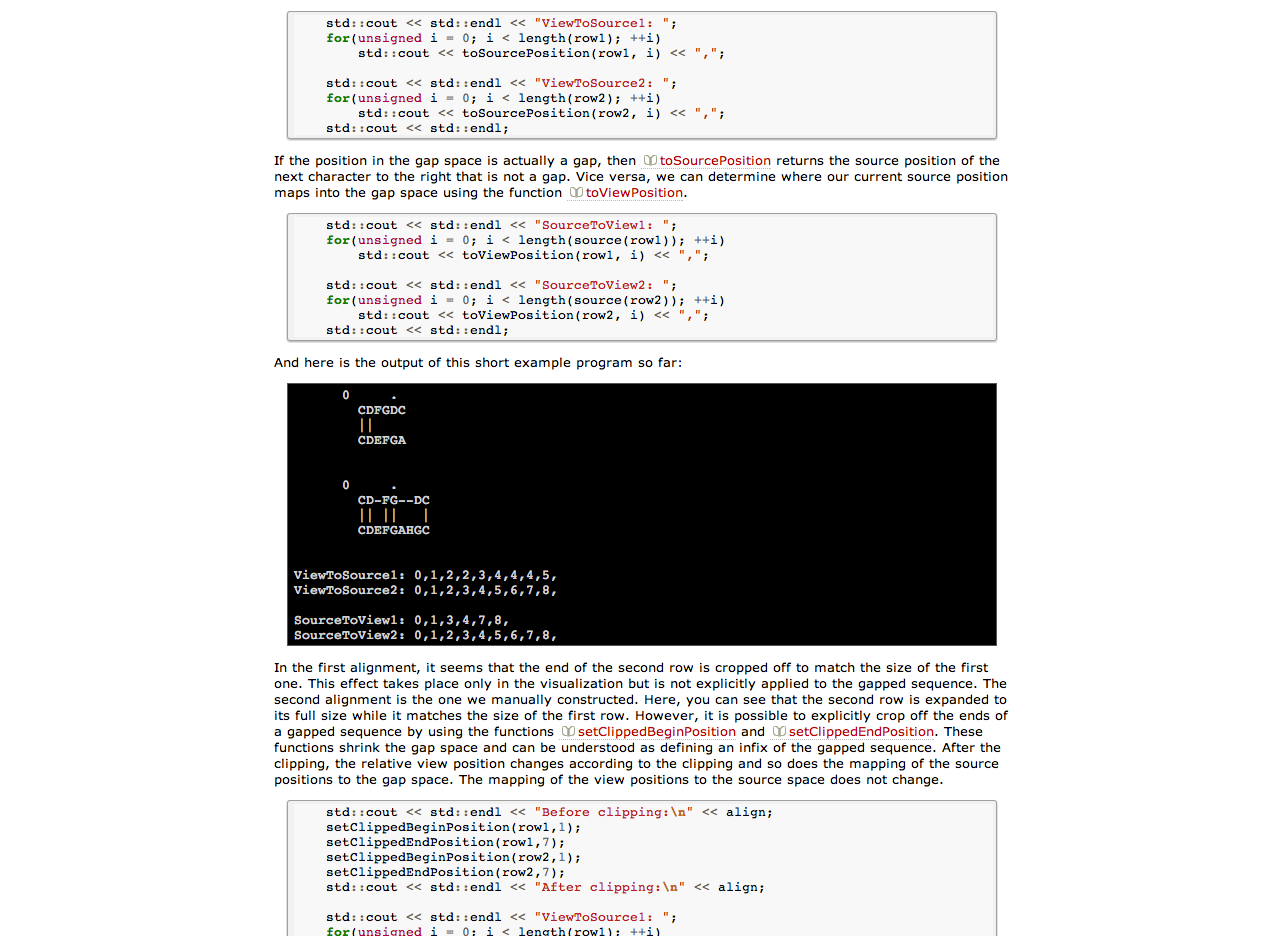 std::cout << std::endl << "ViewToSource1: ";
for(unsigned i = 0; i < length(row1); ++i)
    std::cout << toSourcePosition(row1, i) << ",";

std::cout << std::endl << "ViewToSource2: ";
for(unsigned i = 0; i < length(row2); ++i)
    std::cout << toSourcePosition(row2, i) << ",";
std::cout << std::endl;
If the position in the gap space is actually a gap, then toSourcePosition returns the source position of the
next character to the right that is not a gap. Vice versa, we can determine where our current source position
maps into the gap space using the function toViewPosition.
std::cout << std::endl << "SourceToView1: ";
for(unsigned i = 0; i < length(source(row1)); ++i)
    std::cout << toViewPosition(row1, i) << ",";

std::cout << std::endl << "SourceToView2: ";
for(unsigned i = 0; i < length(source(row2)); ++i)
    std::cout << toViewPosition(row2, i) << ",";
std::cout << std::endl;
And here is the output of this short example program so far:
      0     .
        CDFGDC
        ||
        CDEFGA

      0     .
        CD-FG--DC
        || ||   |
        CDEFGAHGC

ViewToSource1: 0,1,2,2,3,4,4,4,5,
ViewToSource2: 0,1,2,3,4,5,6,7,8,

SourceToView1: 0,1,3,4,7,8,
SourceToView2: 0,1,2,3,4,5,6,7,8,
In the first alignment, it seems that the end of the second row is cropped off to match the size of the first
one. This effect takes place only in the visualization but is not explicitly applied to the gapped sequence. The
second alignment is the one we manually constructed. Here, you can see that the second row is expanded to
its full size while it matches the size of the first row. However, it is possible to explicitly crop off the ends of
a gapped sequence by using the functions setClippedBeginPosition and setClippedEndPosition. These
functions shrink the gap space and can be understood as defining an infix of the gapped sequence. After the
clipping, the relative view position changes according to the clipping and so does the mapping of the source
positions to the gap space. The mapping of the view positions to the source space does not change.
std::cout << std::endl << "Before clipping:\n" << align;
setClippedBeginPosition(row1,1);
setClippedEndPosition(row1,7);
setClippedBeginPosition(row2,1);
setClippedEndPosition(row2,7);
std::cout << std::endl << "After clipping:\n" << align;

std::cout << std::endl << "ViewToSource1: ";
for(unsigned i = 0; i < length(row1); ++i)